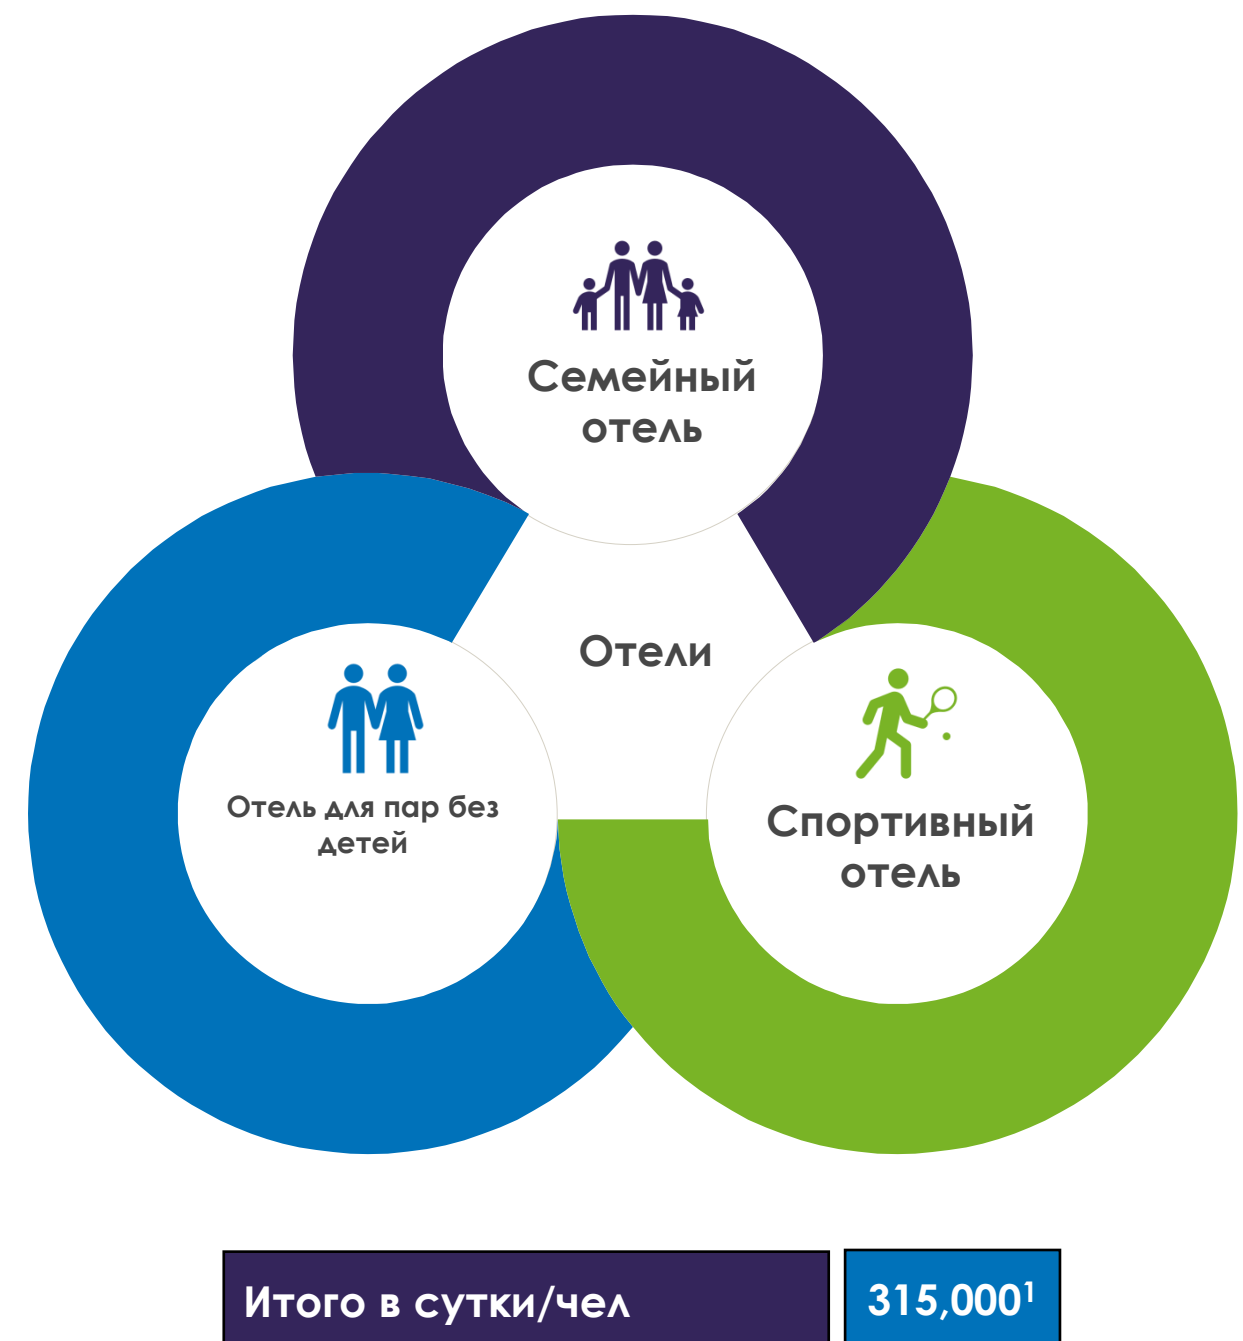 Семейный
отель
Отели
Отель для пар без
детей
Спортивный
отель
Итого в сутки/чел
315,000¹